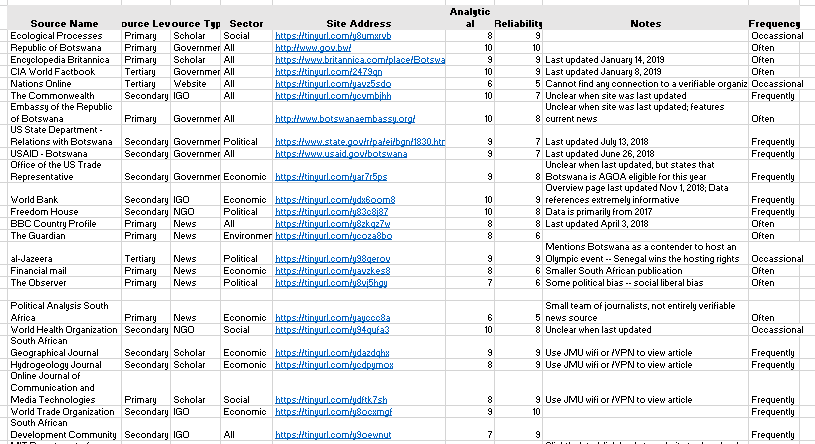 Analytic
Source Name ource Lev ource Typ Sector Site Address al Reliability Notes Frequency
Ecological Processes Primary Scholar Social https://tinyurl.com/y8umxrvb 8 9 Occassional
Republic of Botswana Primary Governmer All http://www.gov.bw/ 10 10 Often
Encyclopedia Britannica Primary Scholar All https://www.britannica.com/place/Botswa 9 9 Last updated January 14, 2019 Often
CIA World Factbook Tertiary Governmer All https://tinyurl.com/2479qn 10 9 Last updated January 8, 2019 Often
Nations Online Tertiary Website All https://tinyurl.com/yavz5sdo 6 5 Cannot find any connection to a verifiable organiz Occassional
The Commonwealth Secondary IGO All https://tinyurl.com/ycvmbjhh 10 7 Unclear when site was last updated Frequently
Embassy of the Republic Unclear when site was last updated; features
of Botswana Primary Governmer All http://www.botswanaembassy.org/ 10 8 current news Often
US State Department -
Relations with Botswana Secondary Governmer Political https://www.state.gov/r/pa/ei/bgn/1830.htr 9 7 Last updated July 13, 2018 Frequently
USAID - Botswana Secondary Governmer All https://www.usaid.gov/botswana 9 7 Last updated June 26, 2018 Frequently
Office of the US Trade Unclear when last updated, but states that
Representative Secondary Governmer Economic https://tinyurl.com/yar7r5ps 9 8 Botswana is AGOA eligible for this year Frequently
Overview page last updated Nov 1, 2018; Data
World Bank Secondary IGO Economic https://tinyurl.com/ydx6oom8 10 9 references extremely informative Frequently
Freedom House Secondary NGO Political https://tinyurl.com/y83c8j87 10 8 Data is primarily from 2017 Frequently
BBC Country Profile Primary News All https://tinyurl.com/y8zkgz7w 8 8 Last updated April 3, 2018 Often
The Guardian Primary News Environmer https://tinyurl.com/ycoza8bo 8 6 Often
Mentions Botswana as a contender to host an
al-Jazeera Tertiary News Political https://tinyurl.com/y98qerov 9 9 Olympic event -- Senegal wins the hosting rights Occassional
Financial mail Primary News Economic https://tinyurl.com/yavzkes8 8 6 Smaller South African publication Often
The Observer Primary News Political https://tinyurl.com/y8vj5hgy 7 6 Some political bias -- social liberal bias Often
Political Analysis South Small team of journalists, not entirely verifiable
Africa Primary News Economic https://tinyurl.com/yayccc8a 6 5 news source Often
World Health Organization Secondary NGO Social https://tinyurl.com/y94qufa3 10 8 Unclear when last updated Occassional
South African
Geographical Journal Secondary Scholar Economic https://tinyurl.com/ydazdqhx 9 9 Use JMU wifi or /VPN to view article Frequently
Hydrogeology Journal Secondary Scholar Economic https://tinyurl.com/ycdpymox 8 9 Frequently
Online Journal of
Communication and
Media Technologies Primary Scholar Social https://tinyurl.com/ydftk7sh 8 9 Use JMU wifi or /VPN to view article Frequently
World Trade Organization Secondary IGO Economic https://tinyurl.com/y8ocxmgf 9 10 Frequently
South African
Development Community Secondary IGO All https://tinyurl.com/y9oewnut 7 9 Frequently